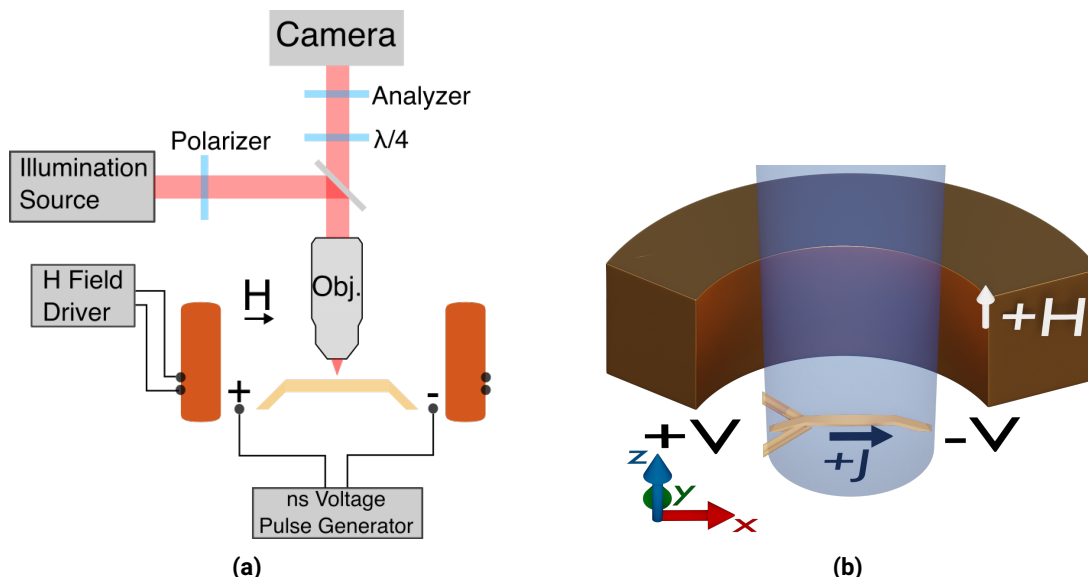 Camera
Analyzer
λ/4
Polarizer
Illumination
Source
H Field
Driver
H
Obj.
+
-
ns Voltage
Pulse Generator
(a)
+H
+V
-V
+J
z
y
x
(b)